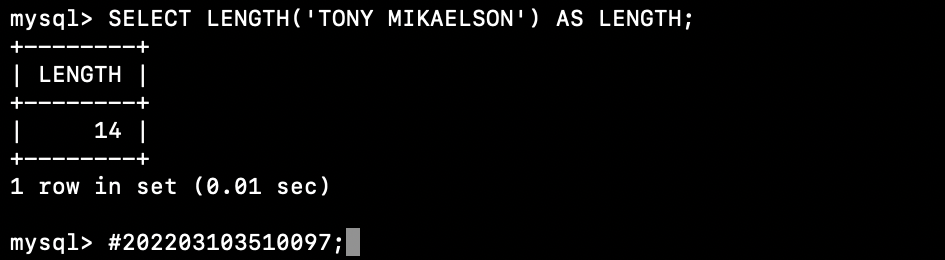 mysql> SELECT LENGTH('TONY MIKAELSON') AS LENGTH;
+--------+
| LENGTH |
+--------+
|     14 |
+--------+
1 row in set (0.01 sec)
mysql> #202203103510097;